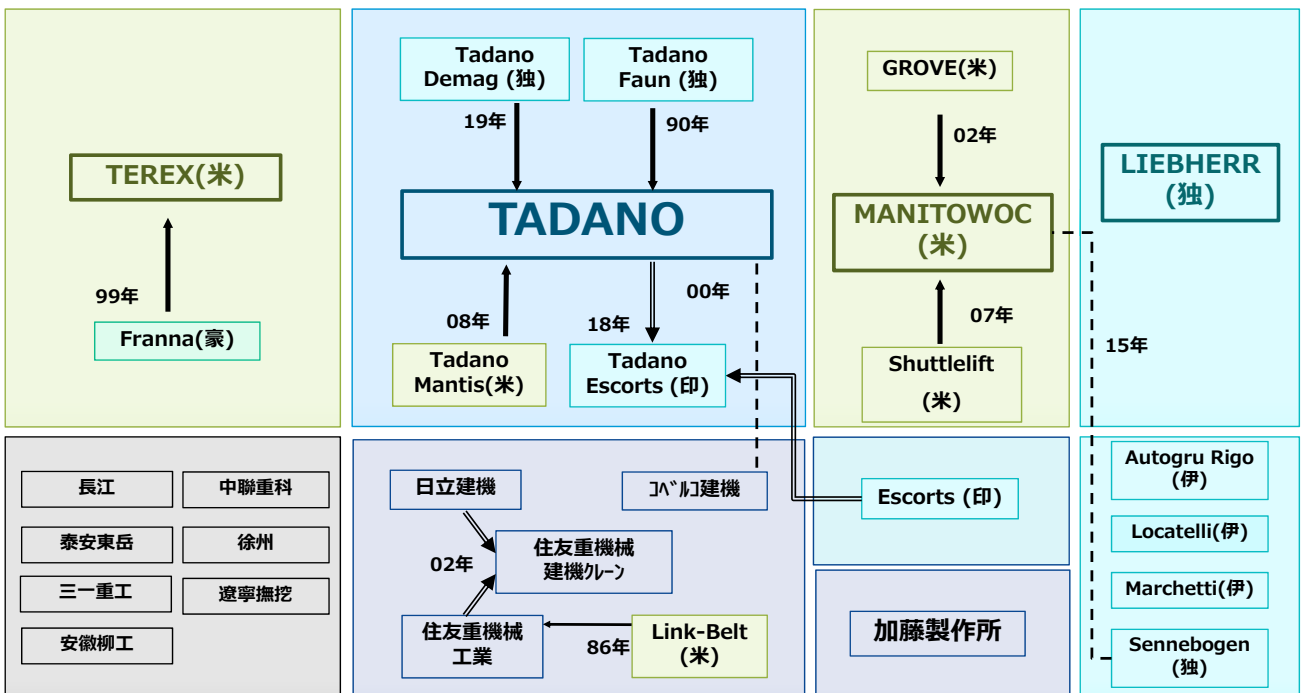 TEREX(米)
99年
Franna(豪)
Tadano
Demag (独)
Tadano
Faun (独)
19年
90年
TADANO
00年
08年
18年
Tadano
Mantis(米)
Tadano
Escorts (印)
GROVE(米)
02年
MANITOWOC
(米)
07年
Shuttlelift
(米)
LIEBHERR
(独)
15年
長江
中聯重科
泰安東岳
徐州
三一重工
遼寧撫挖
安徽柳工
日立建機
コベルコ建機
02年
住友重機械
建機クレーン
住友重機械
工業
86年
Link-Belt
(米)
Escorts (印)
加藤製作所
Autogru Rigo
(伊)
Locatelli(伊)
Marchetti(伊)
Sennebogen
(独)